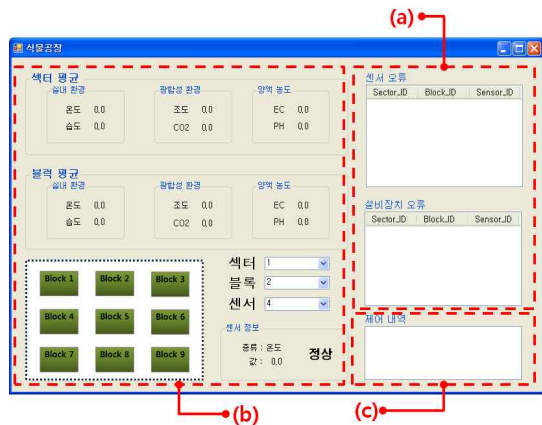 (a)
식물공장
섹터 평균
실내 환경
온도 0,0
습도 0,0
광합성 환경
조도 0,0
CO2 0,0
양액 농도
EC 0,0
PH 0,0
블럭 평균
실내 환경
온도 0,0
습도 0,0
광합성 환경
조도 0,0
CO2 0,0
양액 농도
EC 0,0
PH 0,0
Block 1 Block 2 Block 3
Block 4 Block 5 Block 6
Block 7 Block 8 Block 9
섹터 1
블록 2
센서 4
센서 정보
종류 : 온도
값 : 0,0
정상
센서 오류
Sector_ID Block_ID Sensor_ID
설비장치 오류
Sector_ID Block_ID Sensor_ID
제어 내역
(b)
(c)